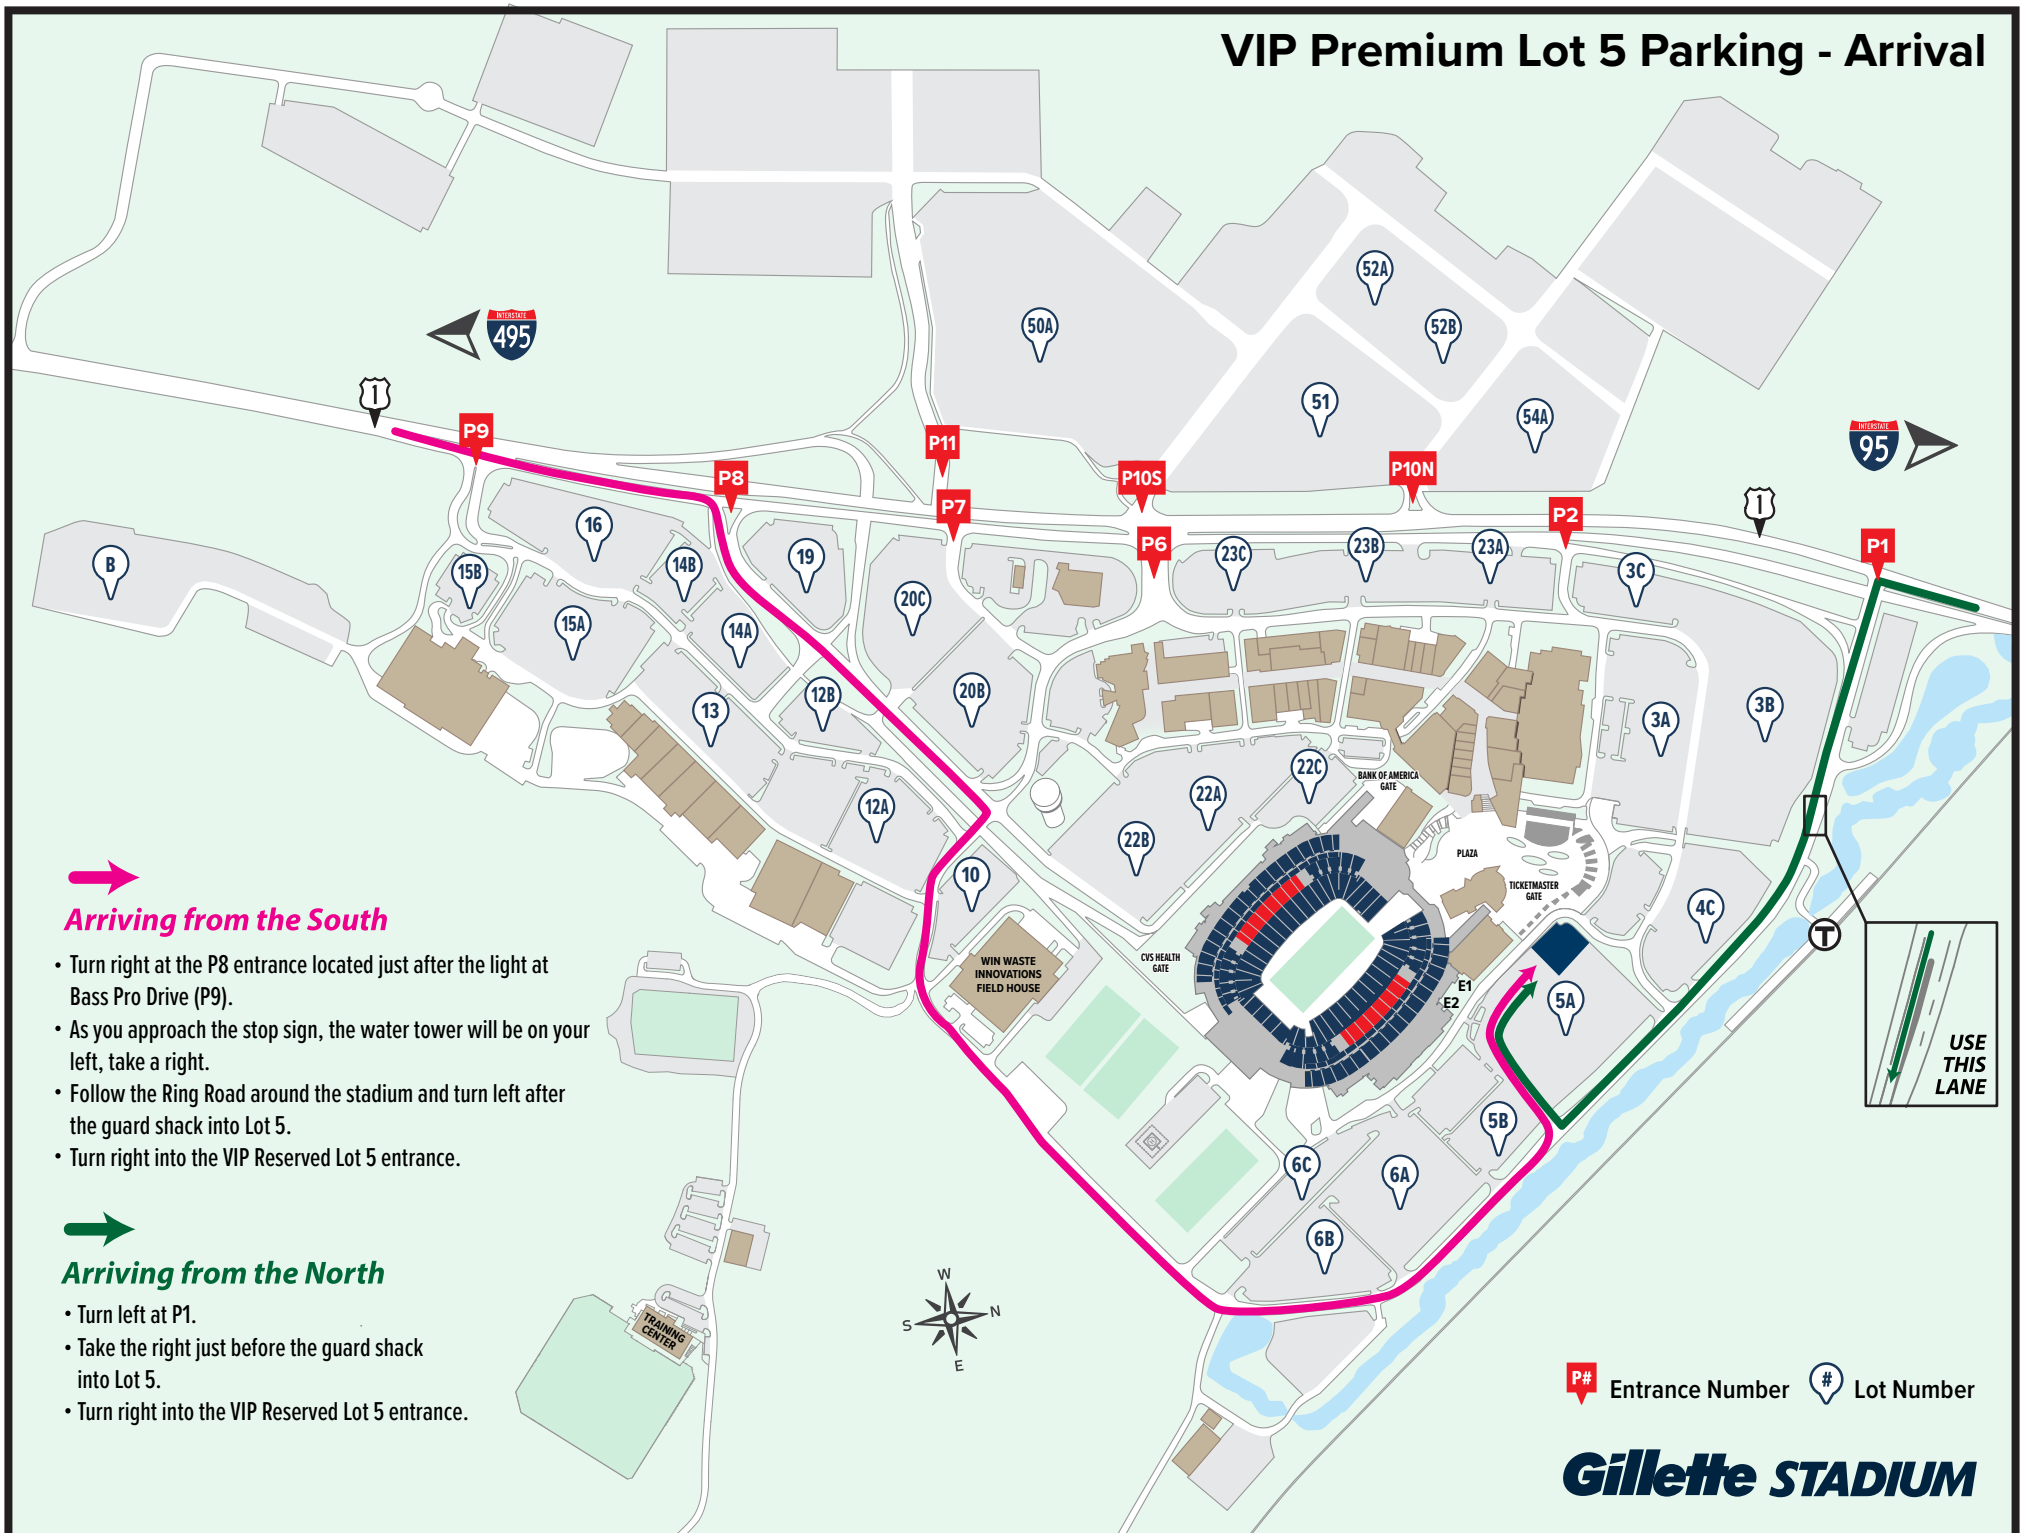 VIP Premium Lot 5 Parking - Arrival
52A
52B
50A
INTERSTATE
495
1
51
54A
INTERSTATE
95
P9
P11
P8
P10S
P10N
P7
P2
1
P6
P1
16
19
23C
23B
23A
3C
B
15B
14B
20C
15A
14A
12B
20B
13
3A
3B
22C
BANK OF AMERICA
GATE
22A
12A
22B
PLAZA
10
TICKETMASTER
GATE
4C
T
CVS HEALTH
GATE
WIN WASTE
INNOVATIONS
FIELD HOUSE
E1
E2
5A
USE
THIS
LANE
5B
6C
6A
6B
Arriving from the South
• Turn right at the P8 entrance located just after the light at
Bass Pro Drive (P9).
• As you approach the stop sign, the water tower will be on your
left, take a right.
• Follow the Ring Road around the stadium and turn left after
the guard shack into Lot 5.
• Turn right into the VIP Reserved Lot 5 entrance.
Arriving from the North
• Turn left at P1.
• Take the right just before the guard shack
into Lot 5.
• Turn right into the VIP Reserved Lot 5 entrance.
TRAINING
CENTER
W
N
S
E
P# Entrance Number # Lot Number
Gillette STADIUM